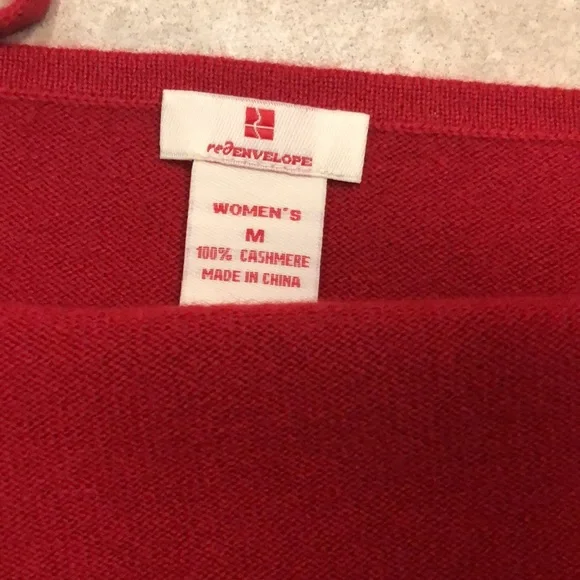 redENVELOPE
WOMEN'S
M
100% CASHMERE
MADE IN CHINA